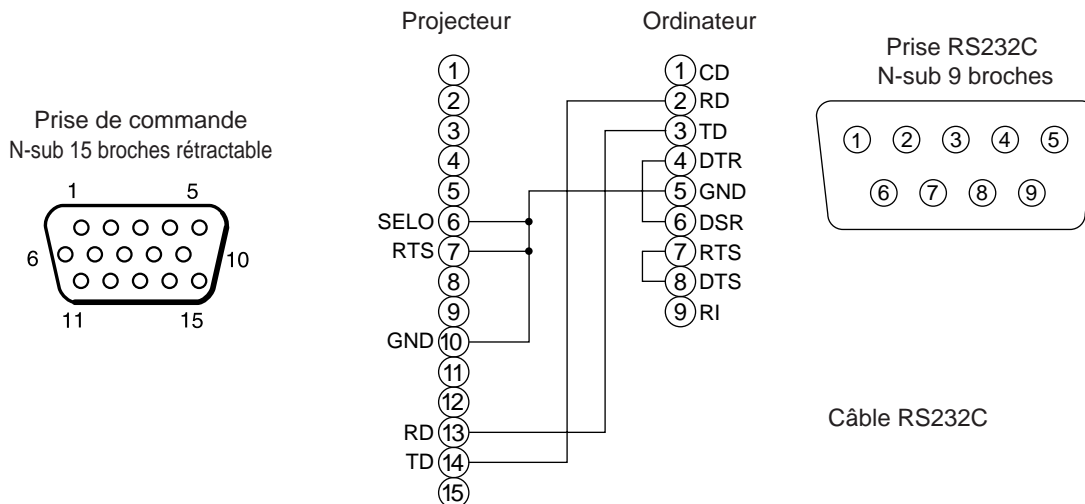 Projecteur
Ordinateur
Prise RS232C
N-sub 9 broches
Prise de commande
N-sub 15 broches rétractable
1 5
6 10
11 15
1
2
3
4
5
SELO 6
RTS 7
8
9
GND 10
11
12
RD 13
TD 14
15
1 CD
2 RD
3 TD
4 DTR
5 GND
6 DSR
7 RTS
8 DTS
9 RI
1 2 3 4 5
6 7 8 9
Câble RS232C